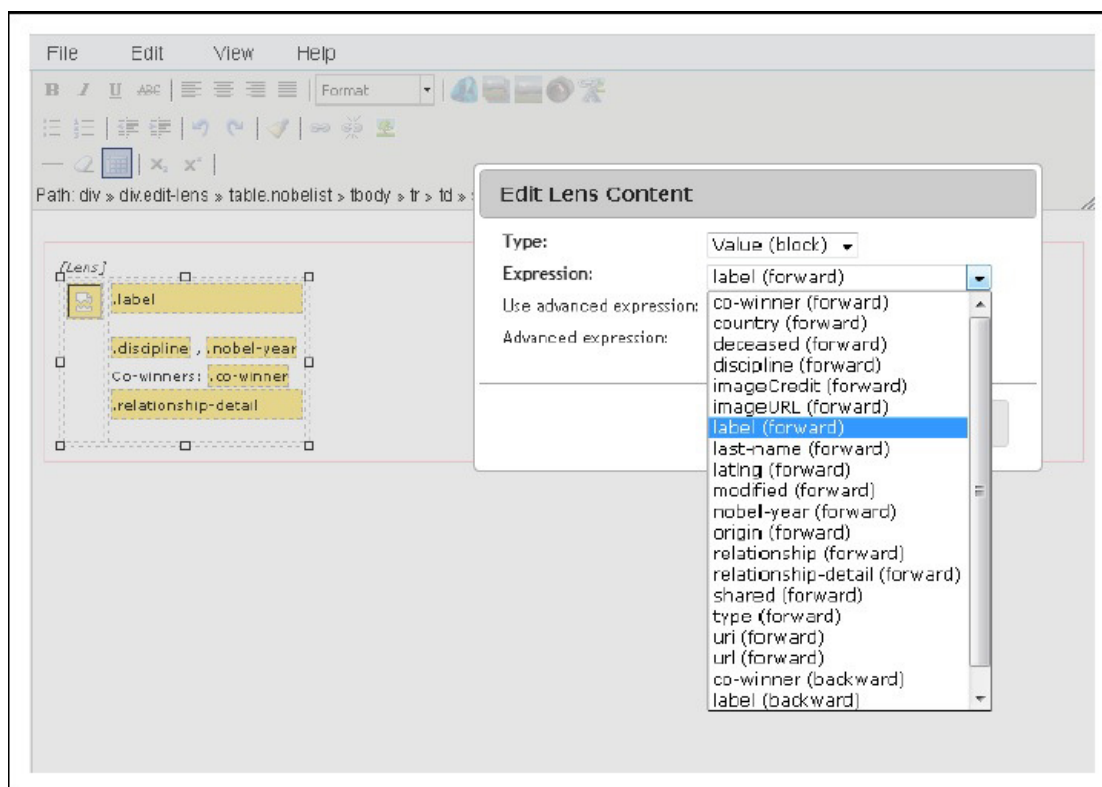 File Edit View Help
B I U ABC Format
X₂ X²
Path: div » div.edit-lens » table.nobelist » tbody » tr » td »
Edit Lens Content
Type: Value (block)
Expression: label (forward)
Use advanced expression:
Advanced expression:
co-winner (forward)
country (forward)
deceased (forward)
discipline (forward)
imageCredit (forward)
imageURL (forward)
label (forward)
last-name (forward)
latlng (forward)
modified (forward)
nobel-year (forward)
origin (forward)
relationship (forward)
relationship-detail (forward)
shared (forward)
type (forward)
uri (forward)
url (forward)
co-winner (backward)
label (backward)
[Lens]
.label
.discipline , .nobel-year
Co-winners: .co-winner
.relationship-detail